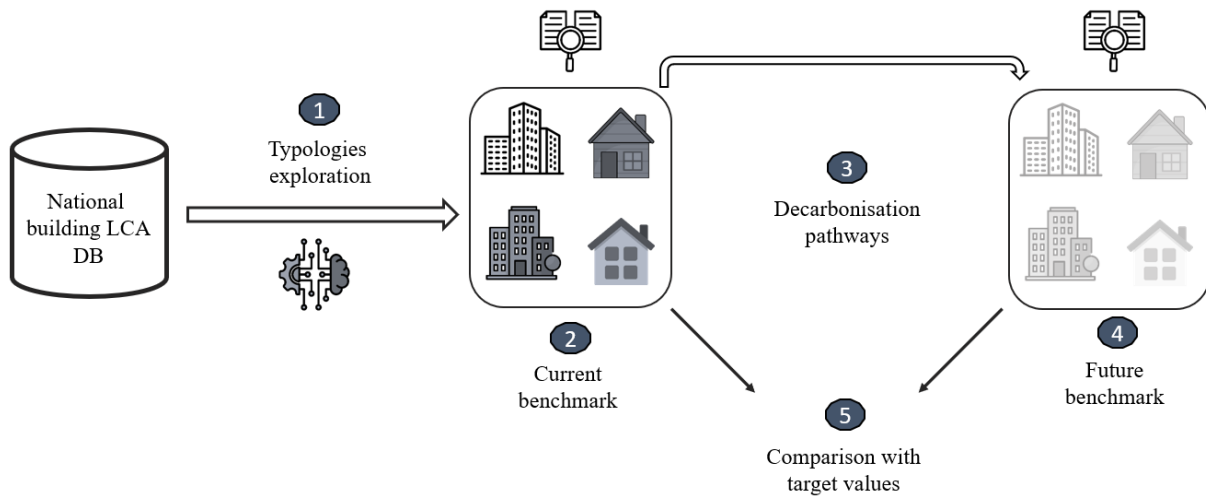 National
building LCA
DB
1
Typologies
exploration
2
Current
benchmark
3
Decarbonisation
pathways
4
Future
benchmark
5
Comparison with
target values